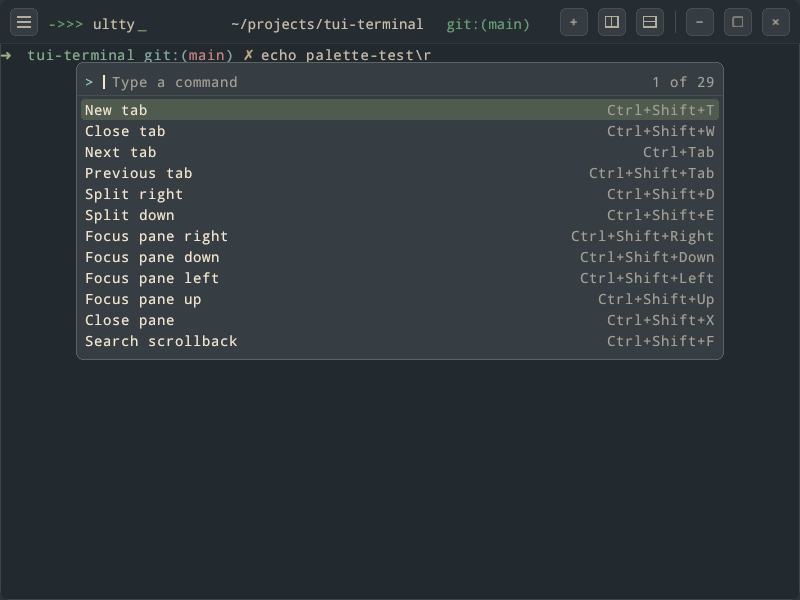 ->>> ultty_ ~/projects/tui-terminal git:(main) + − ×
→ tui-terminal git:(main) ✗ echo palette-test\r
> Type a command 1 of 29
New tab Ctrl+Shift+T
Close tab Ctrl+Shift+W
Next tab Ctrl+Tab
Previous tab Ctrl+Shift+Tab
Split right Ctrl+Shift+D
Split down Ctrl+Shift+E
Focus pane right Ctrl+Shift+Right
Focus pane down Ctrl+Shift+Down
Focus pane left Ctrl+Shift+Left
Focus pane up Ctrl+Shift+Up
Close pane Ctrl+Shift+X
Search scrollback Ctrl+Shift+F